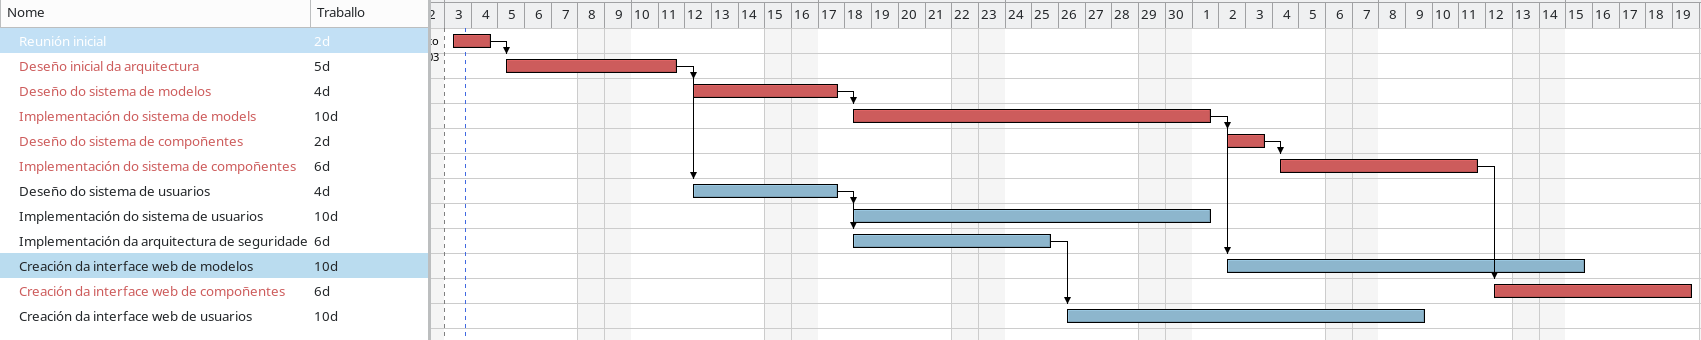 Nome Traballo 2 3 4 5 6 7 8 9 10 11 12 13 14 15 16 17 18 19 20 21 22 23 24 25 26 27 28 29 30 1 2 3 4 5 6 7 8 9 10 11 12 13 14 15 16 17 18 19
Reunión inicial 2d
Deseño inicial da arquitectura 5d
Deseño do sistema de modelos 4d
Implementación do sistema de models 10d
Deseño do sistema de compoñentes 2d
Implementación do sistema de compoñentes 6d
Deseño do sistema de usuarios 4d
Implementación do sistema de usuarios 10d
Implementación da arquitectura de seguridade 6d
Creación da interface web de modelos 10d
Creación da interface web de compoñentes 6d
Creación da interface web de usuarios 10d